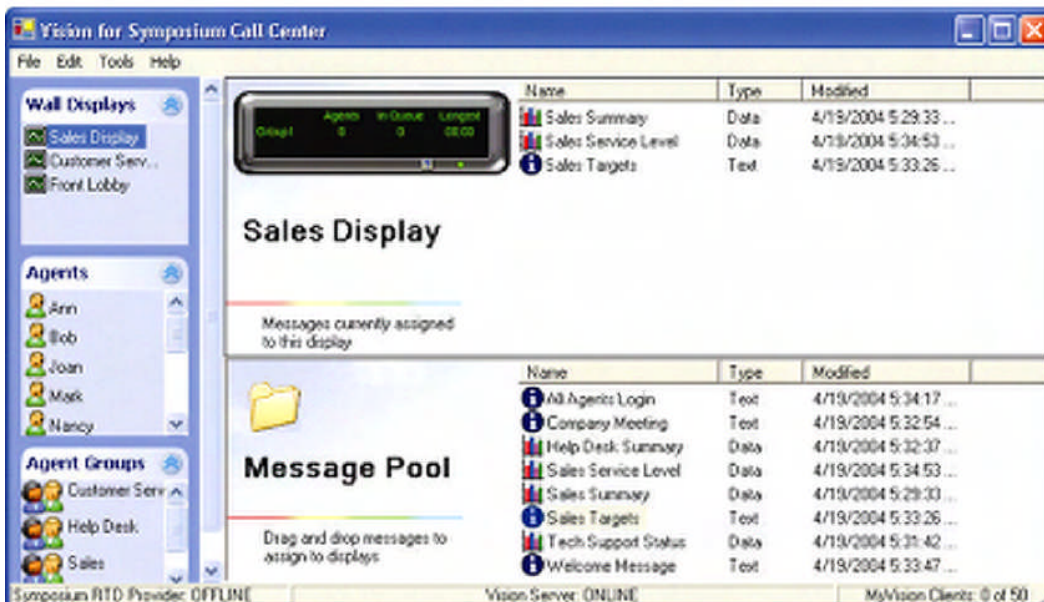 Vision for Symposium Call Center
File Edit Tools Help
Wall Displays
Sales Display
Customer Serv...
Front Lobby
Agents
Ann
Bob
Joan
Mark
Nancy
Agent Groups
Customer Serv
Help Desk
Sales
Agents In Queue Longest
Group1 0 0 00:00
Sales Display
Messages currently assigned
to this display
Name Type Modified
Sales Summary Data 4/19/2004 5:29:33 ...
Sales Service Level Data 4/19/2004 5:34:53 ...
Sales Targets Text 4/19/2004 5:33:26 ...
Message Pool
Drag and drop messages to
assign to displays
Name Type Modified
All Agents Login Text 4/19/2004 5:34:17 ...
Company Meeting Text 4/19/2004 5:32:54 ...
Help Desk Summary Data 4/19/2004 5:32:37 ...
Sales Service Level Data 4/19/2004 5:34:53 ...
Sales Summary Data 4/19/2004 5:29:33 ...
Sales Targets Text 4/19/2004 5:33:26 ...
Tech Support Status Data 4/19/2004 5:31:42 ...
Welcome Message Text 4/19/2004 5:33:47 ...
Symposium RTD Provider: OFFLINE Vision Server: ONLINE MyVision Clients: 0 of 50